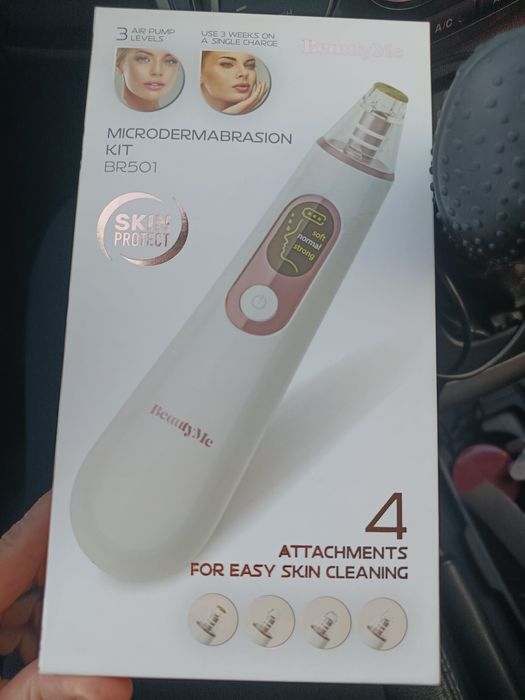 3 AIR PUMP
LEVELS
USE 3 WEEKS ON
A SINGLE CHARGE
BeautyMe
MICRODERMABRASION
KIT
BR501
SKIN
PROTECT
soft
normal
strong
BeautyMe
4
ATTACHMENTS
FOR EASY SKIN CLEANING
A/C